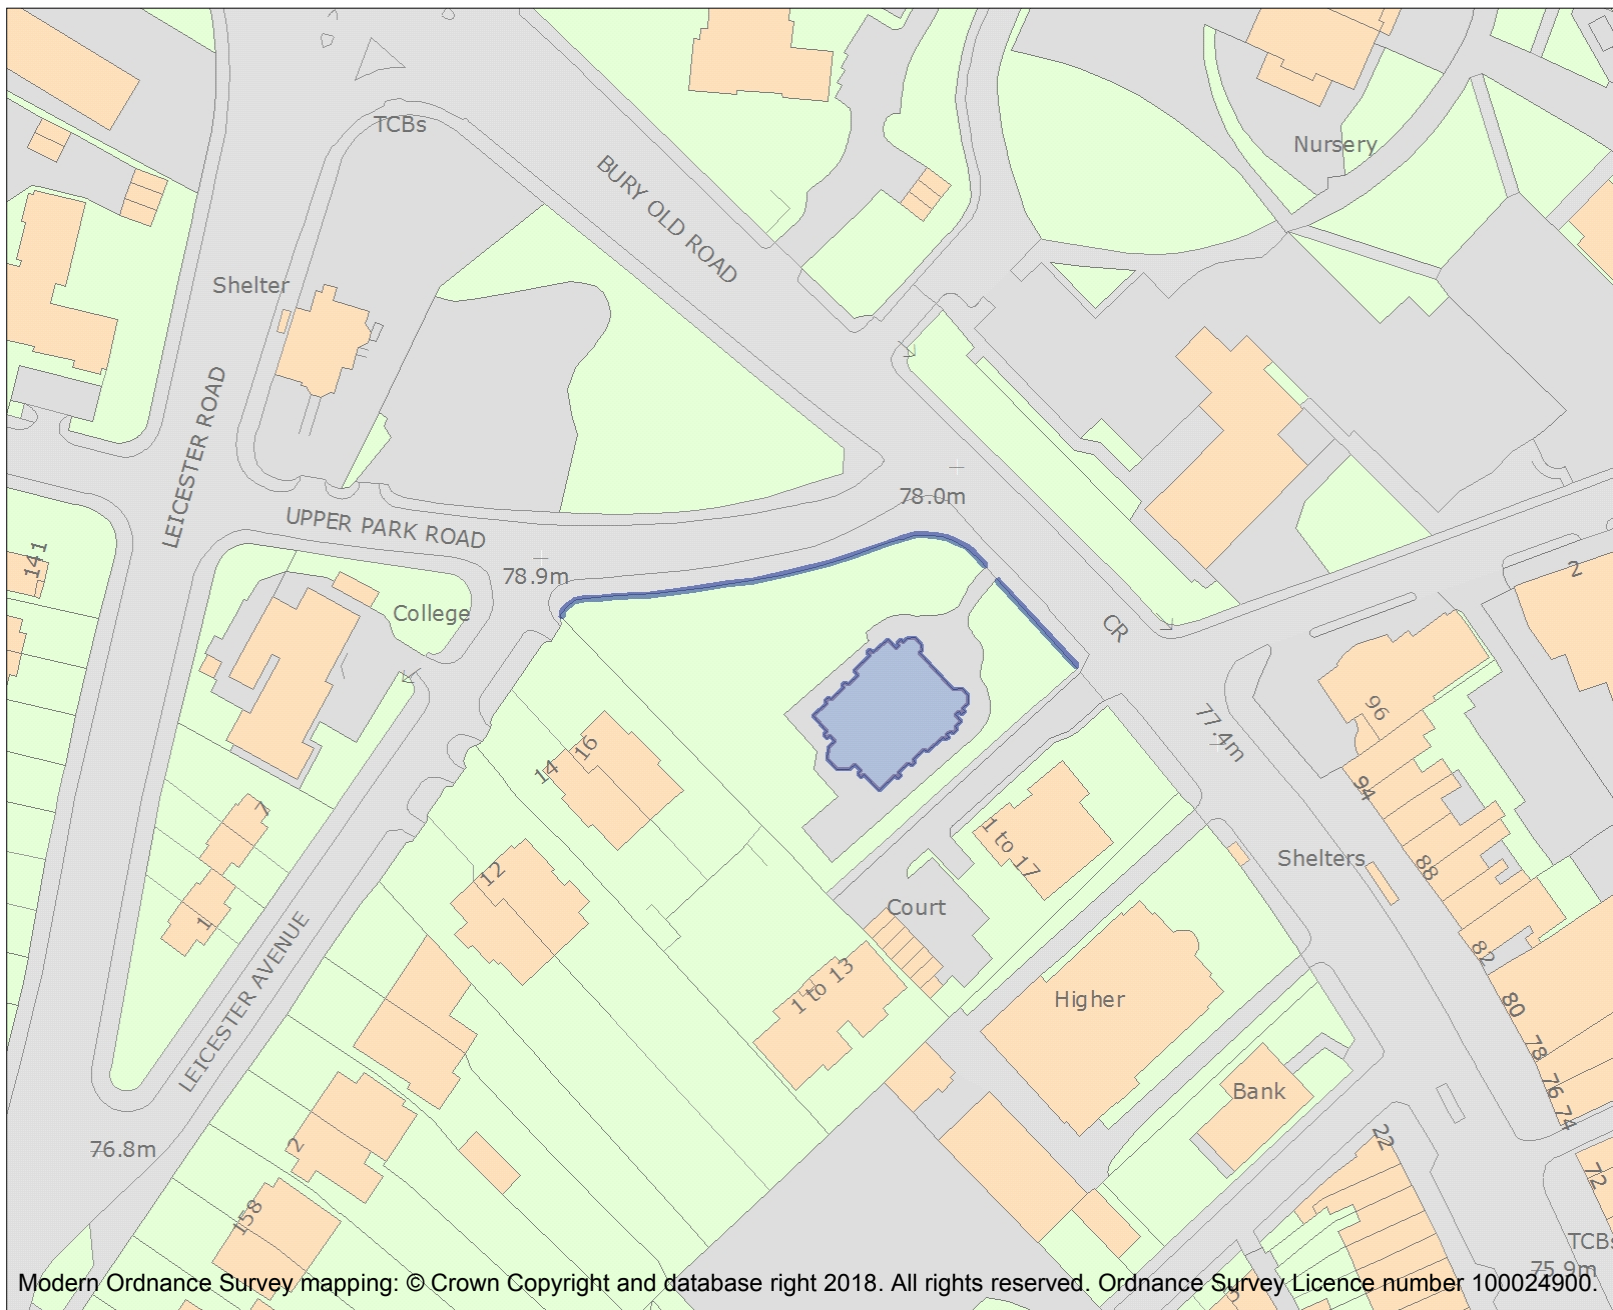 TCBs
BURY OLD ROAD
Nursery
Shelter
LEICESTER ROAD
UPPER PARK ROAD
78.0m
78.9m
141
College
CR
2
96
77.4m
94
14
16
7
1
12
1 to 17
Shelters
88
Court
82
1 to 13
Higher
80
78
76
74
LEICESTER AVENUE
Bank
22
72
76.8m
2
158
TCBs
75.9m
Modern Ordnance Survey mapping: © Crown Copyright and database right 2018. All rights reserved. Ordnance Survey Licence number 100024900.